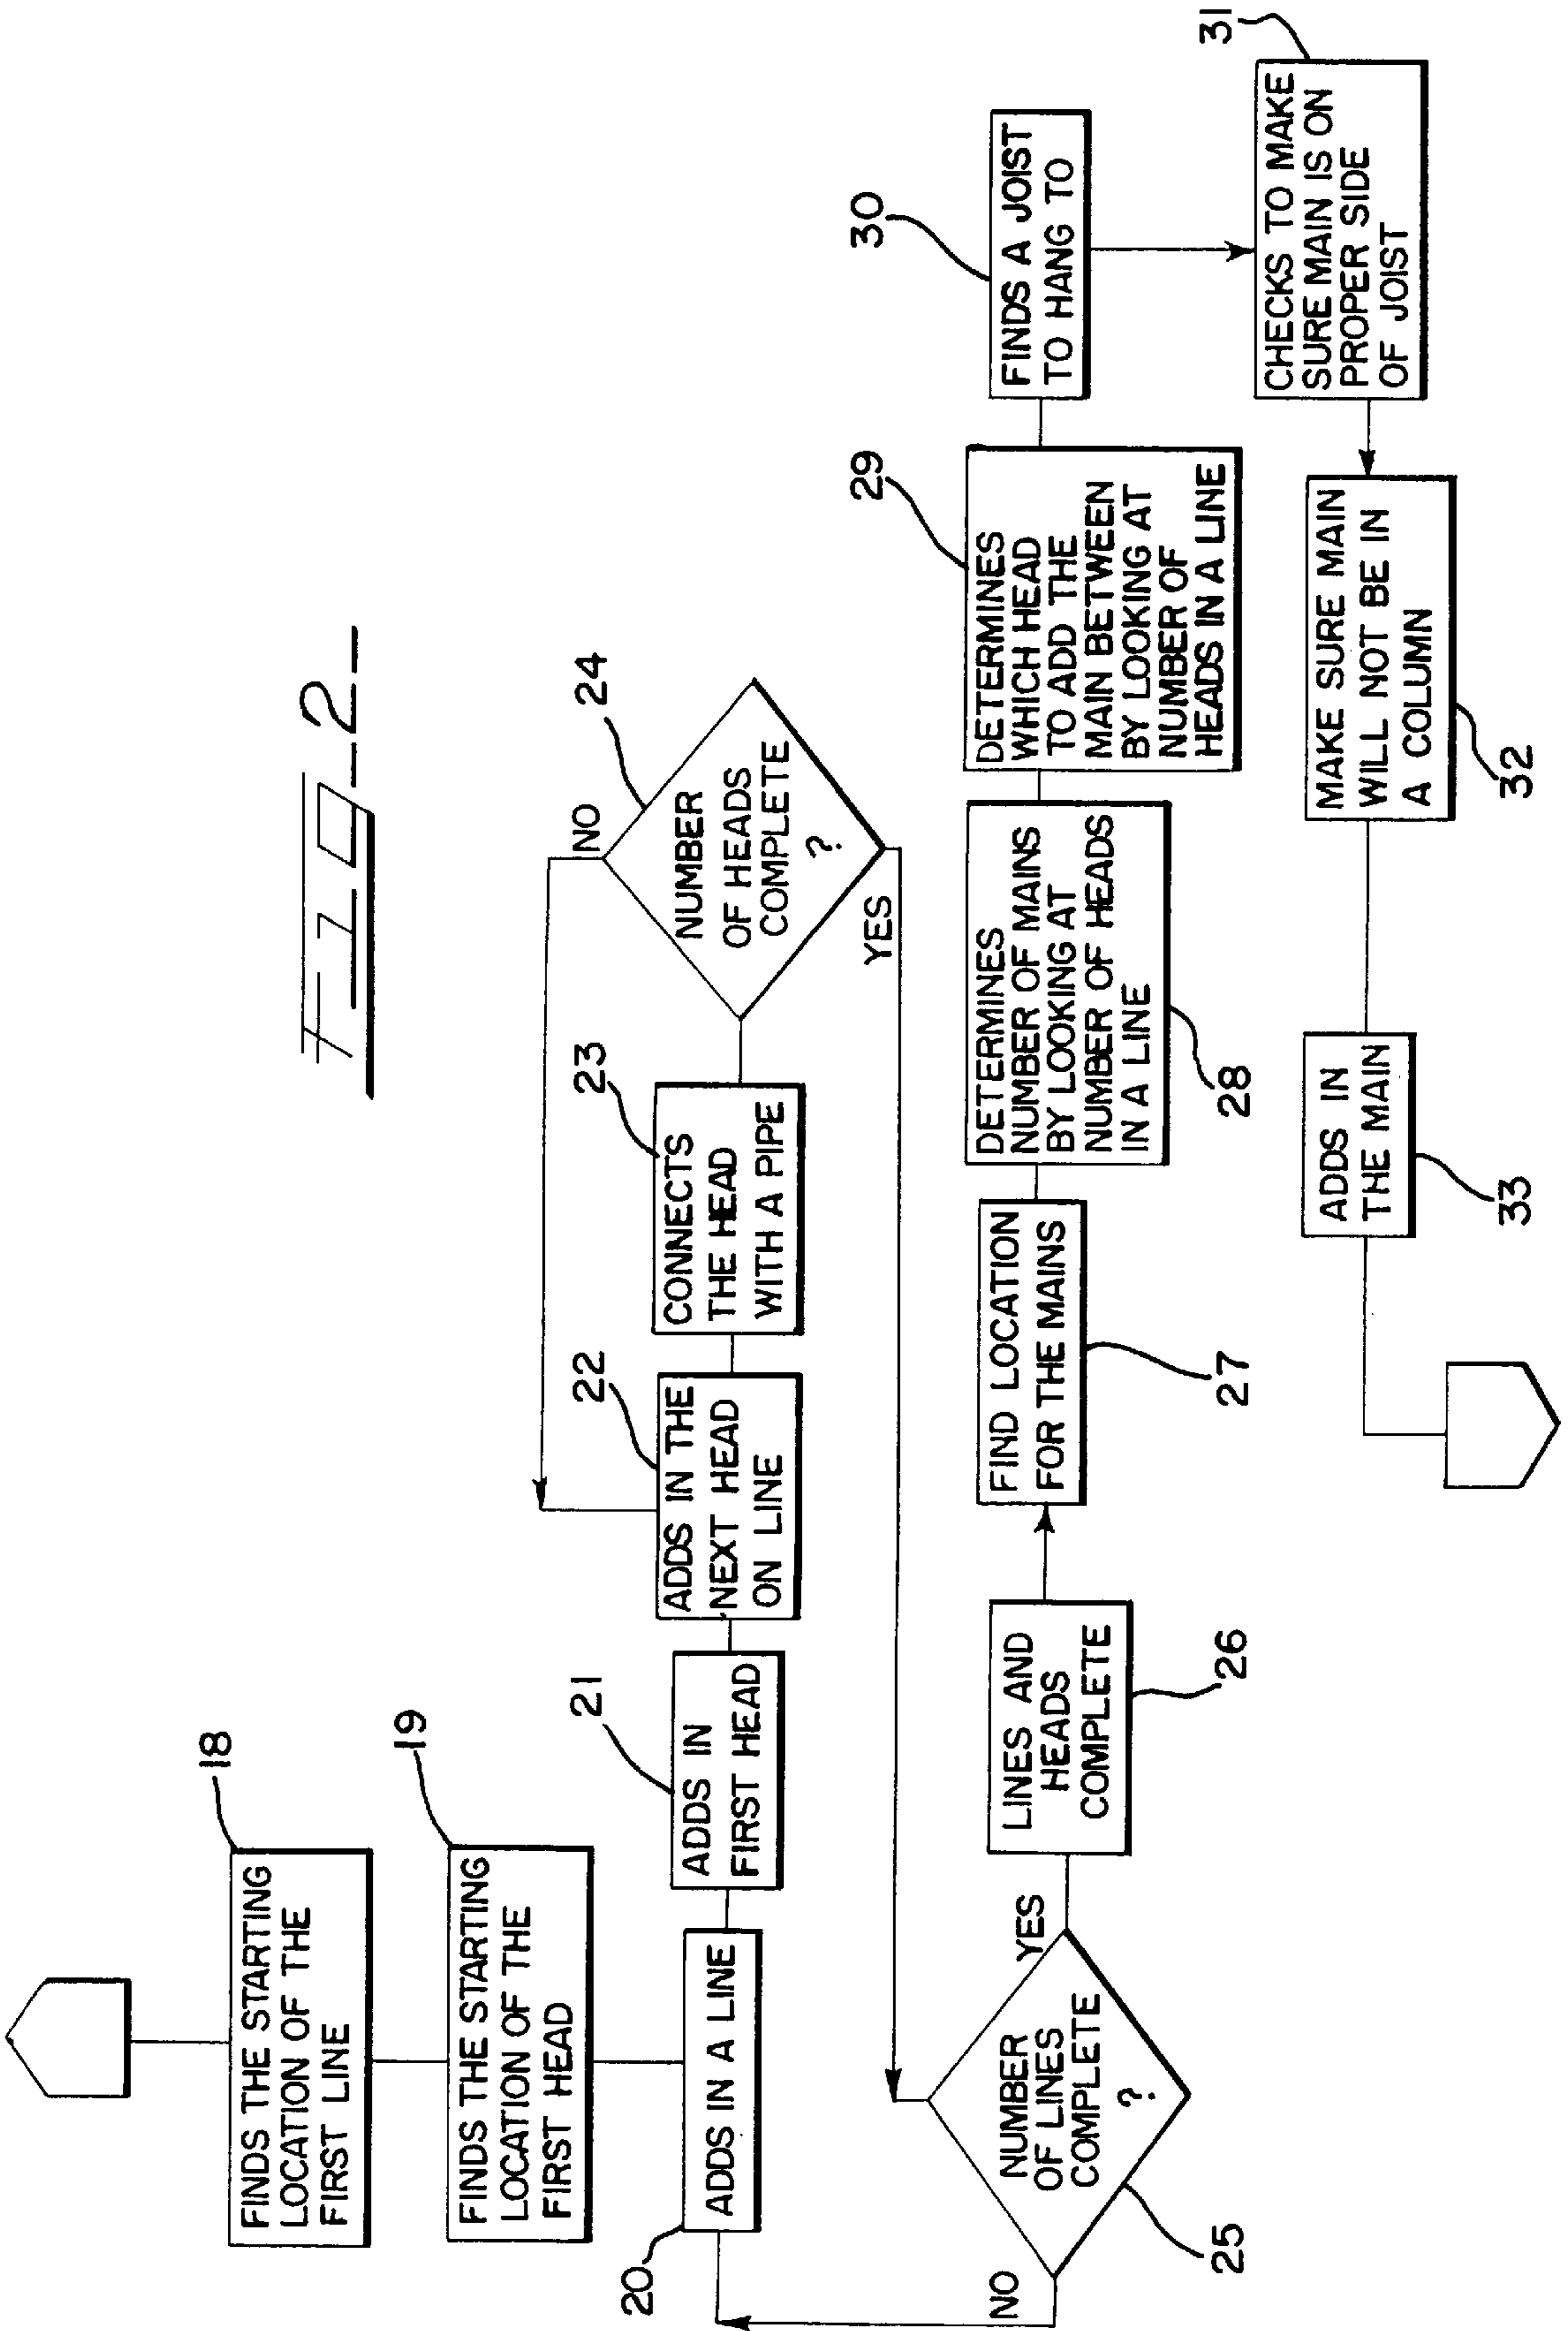 FIG_2_
18
FINDS THE STARTING
LOCATION OF THE
FIRST LINE
19
FINDS THE STARTING
LOCATION OF THE
FIRST HEAD
20
ADDS IN A LINE
21
ADDS IN
FIRST HEAD
22
ADDS IN THE
NEXT HEAD
ON LINE
23
CONNECTS
THE HEAD
WITH A PIPE
24
NO
NUMBER
OF HEADS
COMPLETE
?
YES
NO
NUMBER
OF LINES
COMPLETE
?
YES
25
LINES AND
HEADS
COMPLETE
26
FIND LOCATION
FOR THE MAINS
27
DETERMINES
NUMBER OF MAINS
BY LOOKING AT
NUMBER OF HEADS
IN A LINE
28
29
DETERMINES
WHICH HEAD
TO ADD THE
MAIN BETWEEN
BY LOOKING AT
NUMBER OF
HEADS IN A LINE
30
FINDS A JOIST
TO HANG TO
31
CHECKS TO MAKE
SURE MAIN IS ON
PROPER SIDE
OF JOIST
MAKE SURE MAIN
WILL NOT BE IN
A COLUMN
32
ADDS IN
THE MAIN
33